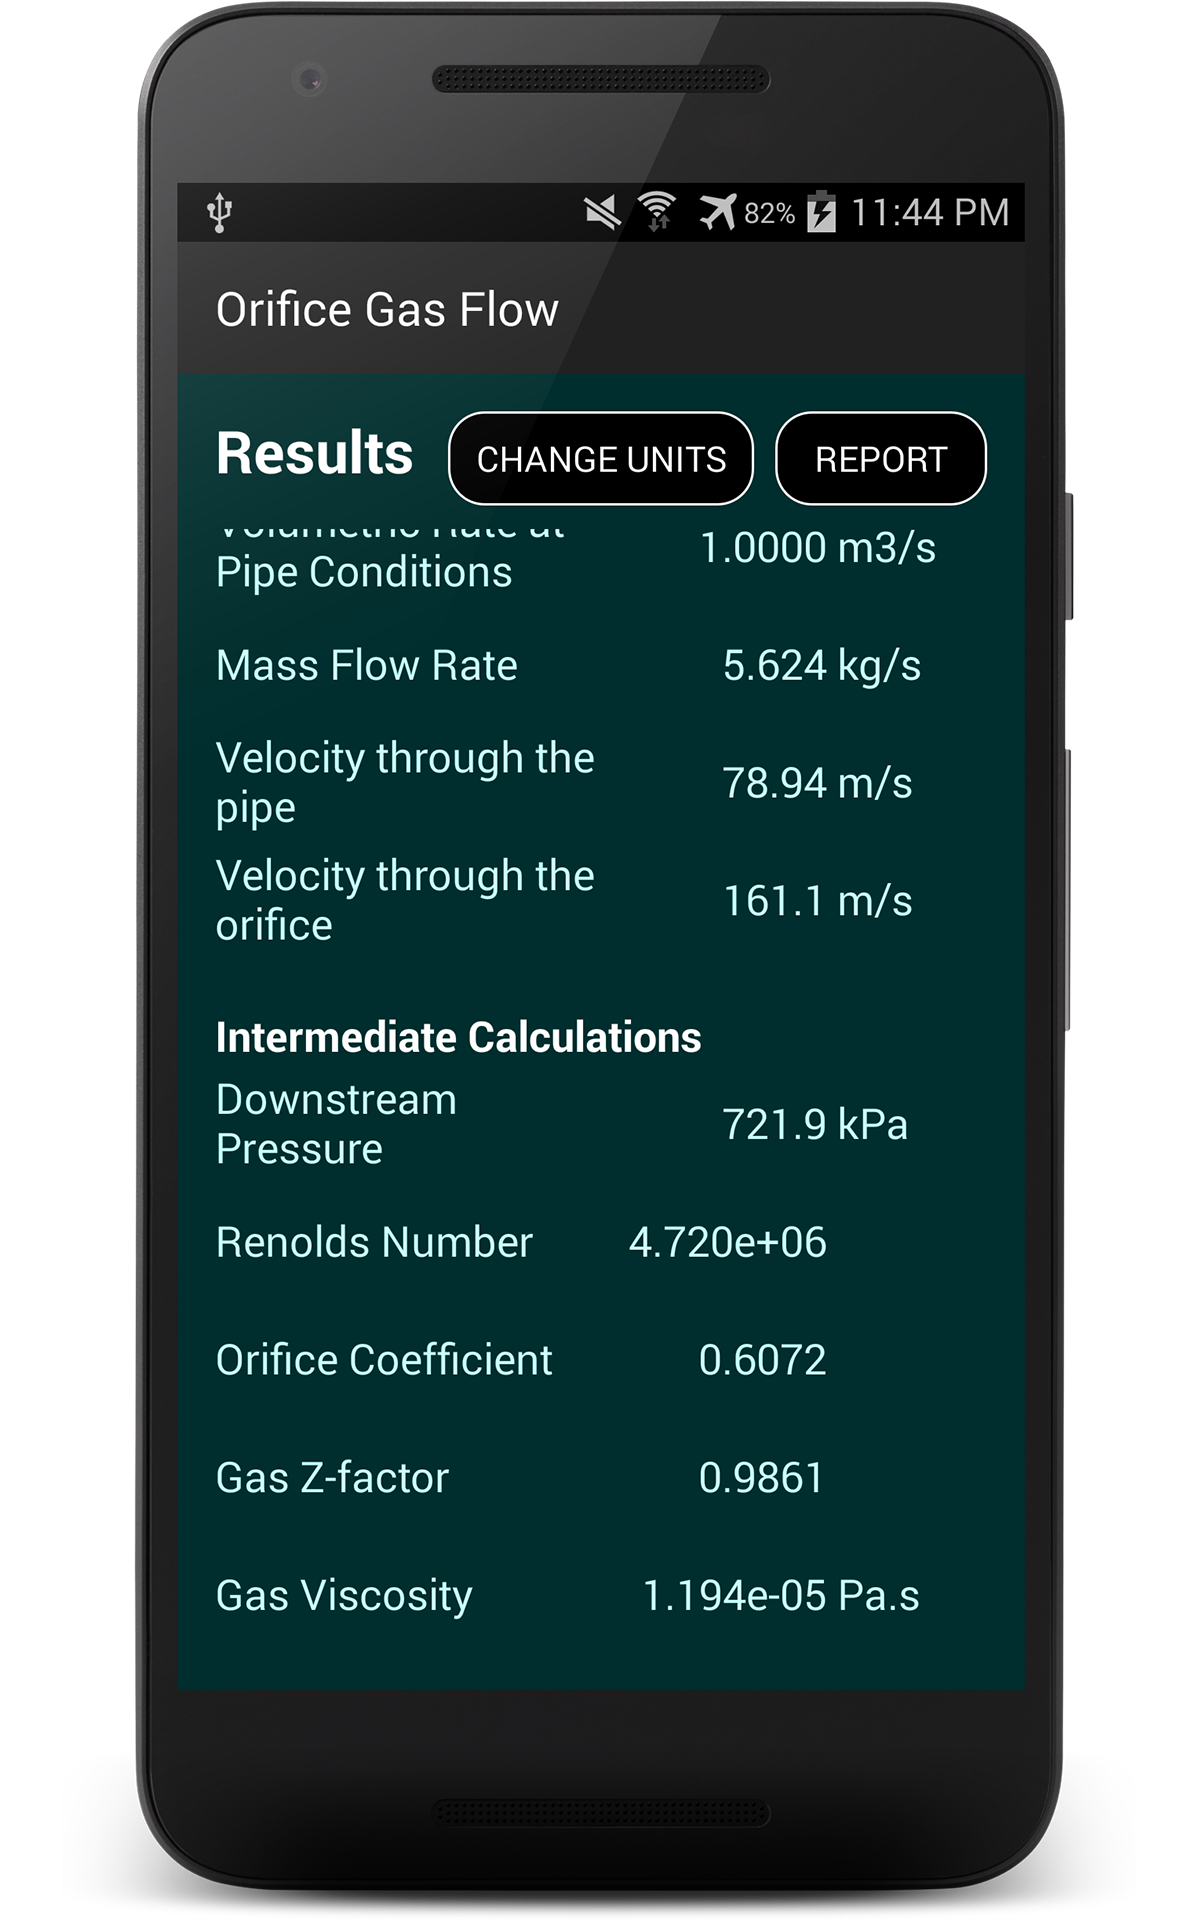 82% 11:44 PM
Orifice Gas Flow
Results CHANGE UNITS REPORT
Volumetric Rate at
Pipe Conditions 1.0000 m3/s
Mass Flow Rate 5.624 kg/s
Velocity through the
pipe 78.94 m/s
Velocity through the
orifice 161.1 m/s
Intermediate Calculations
Downstream
Pressure 721.9 kPa
Renolds Number 4.720e+06
Orifice Coefficient 0.6072
Gas Z-factor 0.9861
Gas Viscosity 1.194e-05 Pa.s